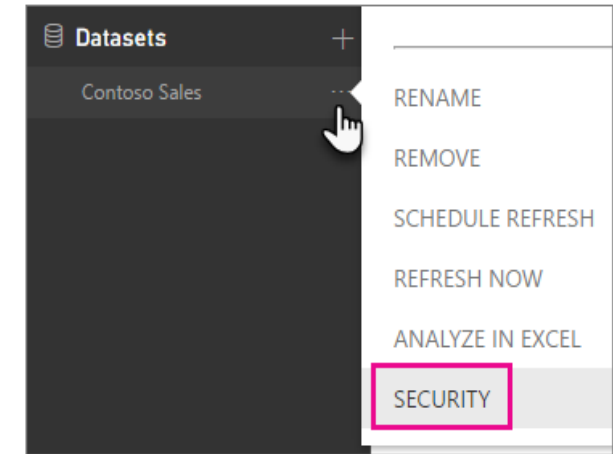 Datasets
Contoso Sales
RENAME
REMOVE
SCHEDULE REFRESH
REFRESH NOW
ANALYZE IN EXCEL
SECURITY